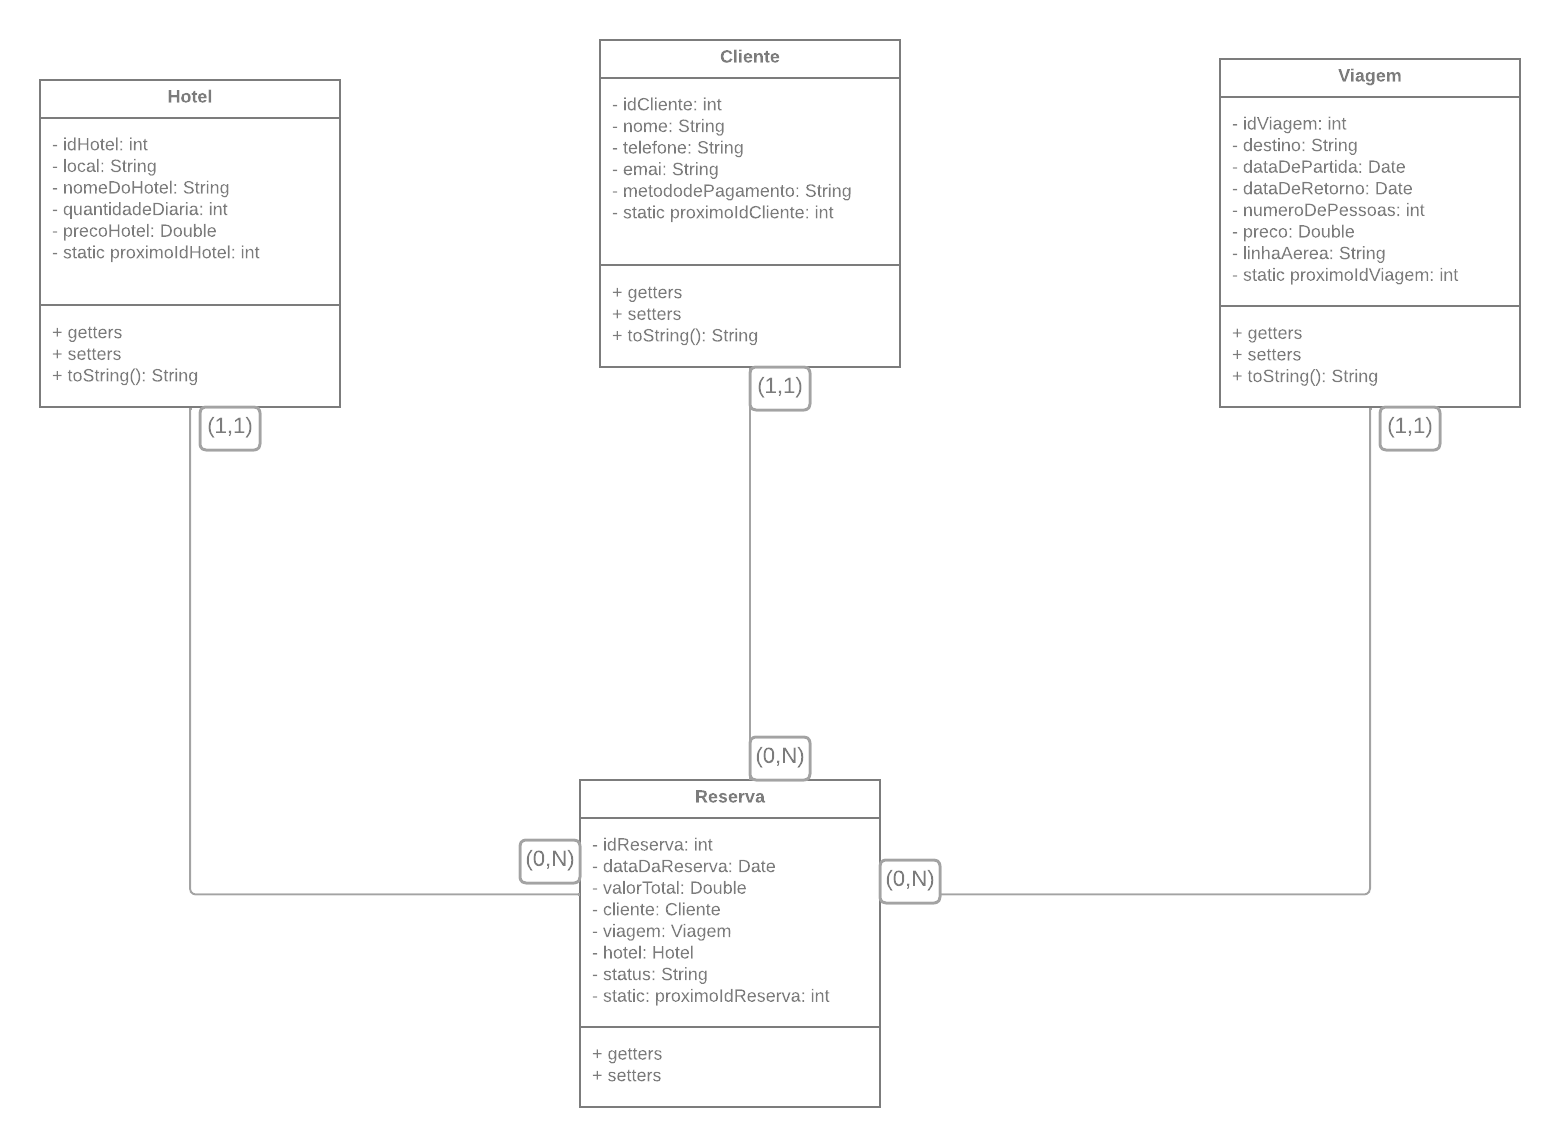 Hotel
- idHotel: int
- local: String
- nomeDoHotel: String
- quantidadeDiaria: int
- precoHotel: Double
- static proximoIdHotel: int
+ getters
+ setters
+ toString(): String
(1,1)
Cliente
- idCliente: int
- nome: String
- telefone: String
- emai: String
- metododePagamento: String
- static proximoIdCliente: int
+ getters
+ setters
+ toString(): String
(1,1)
Viagem
- idViagem: int
- destino: String
- dataDePartida: Date
- dataDeRetorno: Date
- numeroDePessoas: int
- preco: Double
- linhaAerea: String
- static proximoIdViagem: int
+ getters
+ setters
+ toString(): String
(1,1)
(0,N)
(0,N)
(0,N)
Reserva
- idReserva: int
- dataDaReserva: Date
- valorTotal: Double
- cliente: Cliente
- viagem: Viagem
- hotel: Hotel
- status: String
- static: proximoIdReserva: int
+ getters
+ setters